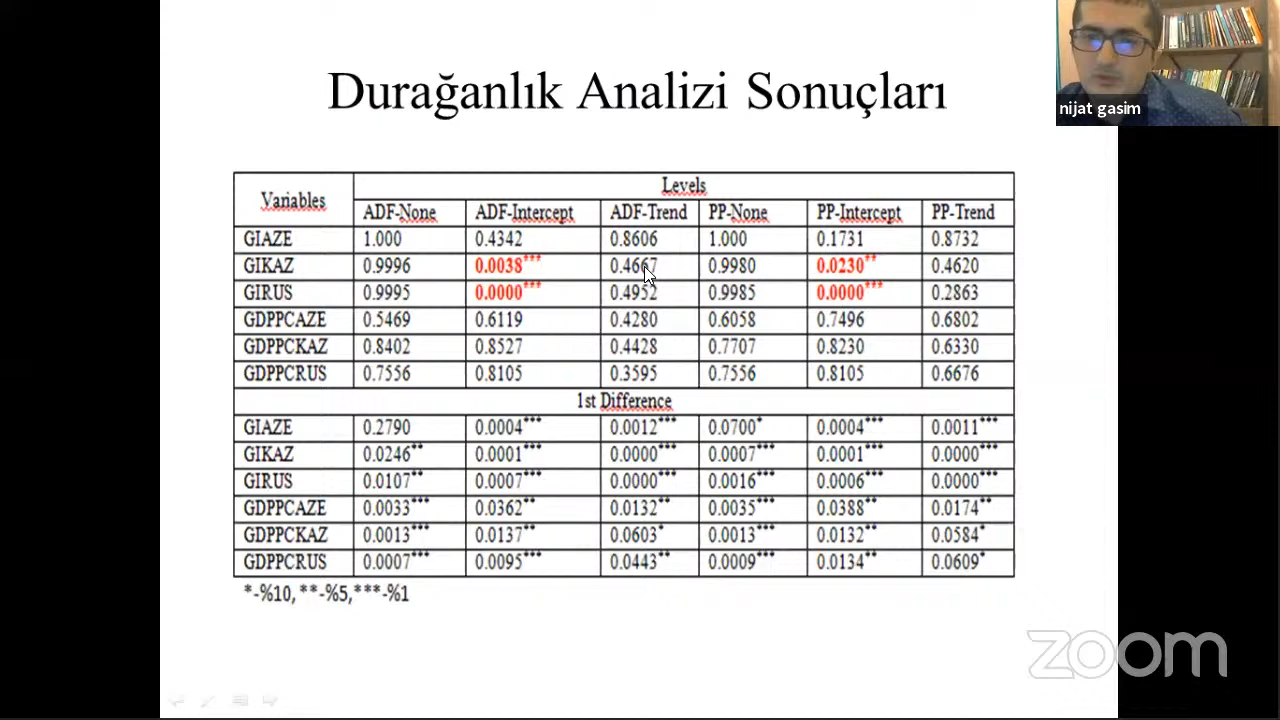 nijat gasim
Durağanlık Analizi Sonuçları
Variables Levels
ADF-None ADF-Intercept ADF-Trend PP-None PP-Intercept PP-Trend
GIAZE 1.000 0.4342 0.8606 1.000 0.1731 0.8732
GIKAZ 0.9996 0.0038*** 0.4667 0.9980 0.0230** 0.4620
GIRUS 0.9995 0.0000*** 0.4952 0.9985 0.0000*** 0.2863
GDPPCAZE 0.5469 0.6119 0.4280 0.6058 0.7496 0.6802
GDPPCKAZ 0.8402 0.8527 0.4428 0.7707 0.8230 0.6330
GDPPCRUS 0.7556 0.8105 0.3595 0.7556 0.8105 0.6676
1st Difference
GIAZE 0.2790 0.0004*** 0.0012*** 0.0700* 0.0004*** 0.0011***
GIKAZ 0.0246** 0.0001*** 0.0000*** 0.0007*** 0.0001*** 0.0000***
GIRUS 0.0107** 0.0007*** 0.0000*** 0.0016*** 0.0006*** 0.0000***
GDPPCAZE 0.0033*** 0.0362** 0.0132** 0.0035*** 0.0388** 0.0174**
GDPPCKAZ 0.0013*** 0.0137** 0.0603* 0.0013*** 0.0132** 0.0584*
GDPPCRUS 0.0007*** 0.0095*** 0.0443** 0.0009*** 0.0134** 0.0609*
*-%10, **-%5,***-%1
zoom